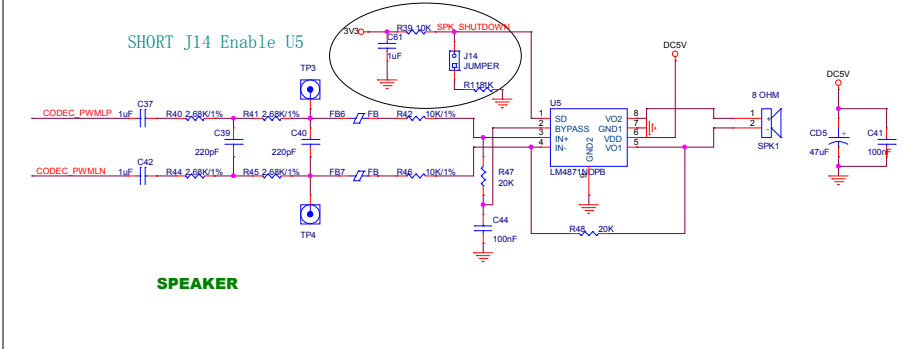 SHORT J14 Enable U5
3V3
R39 10K
SPK_SHUTDOWN
C61
1uF
J14
JUMPER
R118 1K
DC5V
DC5V
TP3
U5
8 OHM
CODEC_PWMLP
1uF
C37
R40 2.68K/1%
R41 2.68K/1%
FB6
FB
R42
10K/1%
1
2
3
4
SD
BYPASS
IN+
IN-
VO2
GND1
VDD
VO1
GND2
8
7
6
5
9
LM4871NOPB
1
2
+
-
SPK1
C39
220pF
C40
220pF
CD5
+
47uF
C41
100nF
CODEC_PWMLN
1uF
C42
R44 2.68K/1%
R45 2.68K/1%
FB7
FB
R46
10K/1%
R47
20K
TP4
C44
100nF
R48
20K
SPEAKER